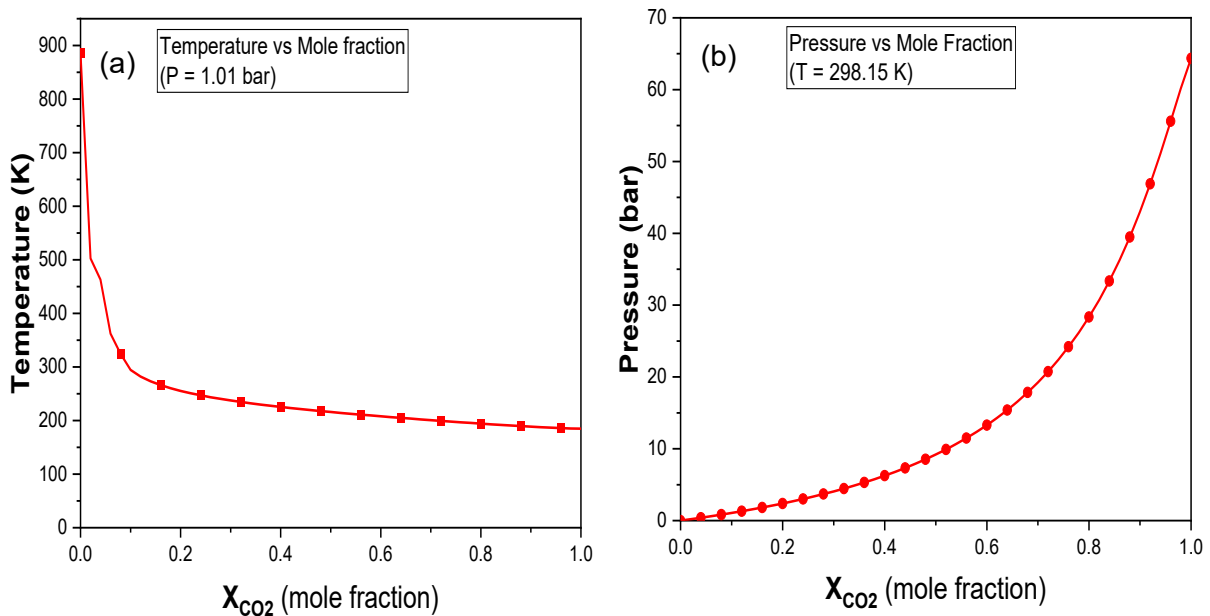 (a)
Temperature vs Mole fraction
(P = 1.01 bar)
Temperature (K)
900
800
700
600
500
400
300
200
100
0
0.0 0.2 0.4 0.6 0.8 1.0
X_CO2 (mole fraction)
(b)
Pressure vs Mole Fraction
(T = 298.15 K)
Pressure (bar)
70
60
50
40
30
20
10
0
0.0 0.2 0.4 0.6 0.8 1.0
X_CO2 (mole fraction)